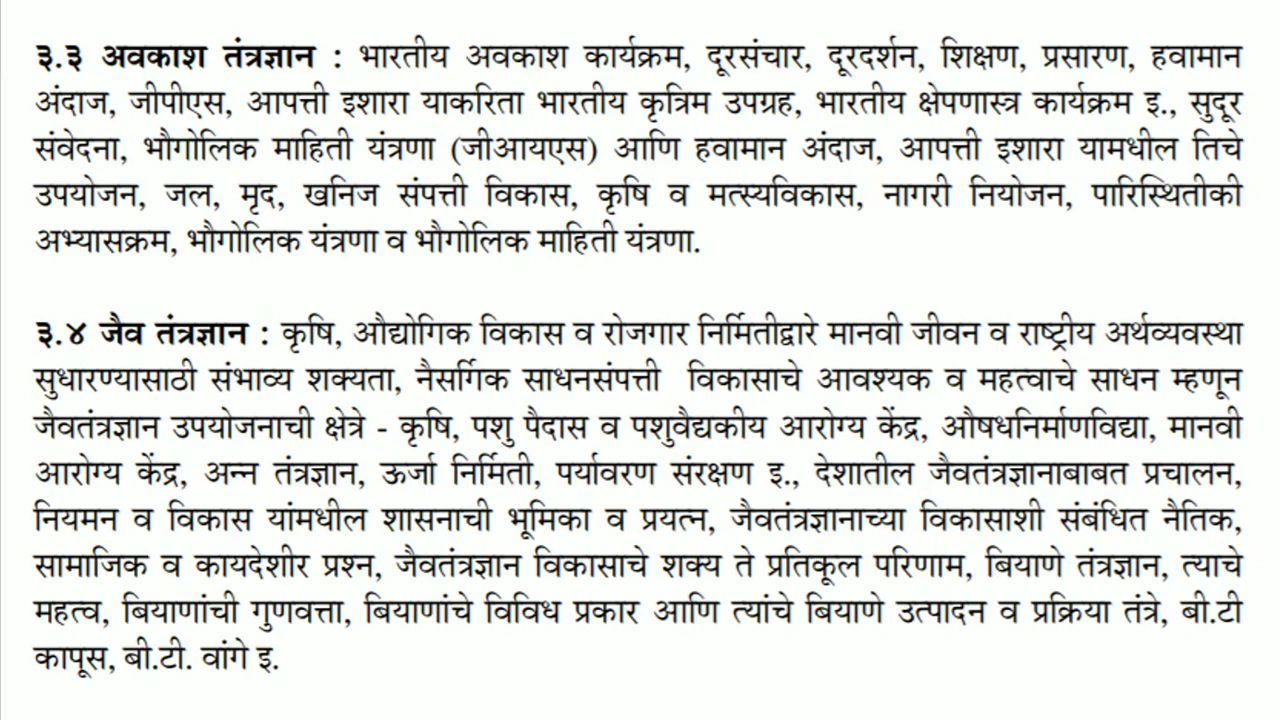 ३.३ अवकाश तंत्रज्ञान : भारतीय अवकाश कार्यक्रम, दूरसंचार, दूरदर्शन, शिक्षण, प्रसारण, हवामान
अंदाज, जीपीएस, आपत्ती इशारा याकरिता भारतीय कृत्रिम उपग्रह, भारतीय क्षेपणास्त्र कार्यक्रम इ., सुदूर
संवेदना, भौगोलिक माहिती यंत्रणा (जीआयएस) आणि हवामान अंदाज, आपत्ती इशारा यामधील तिचे
उपयोजन, जल, मृद, खनिज संपत्ती विकास, कृषि व मत्स्यविकास, नागरी नियोजन, पारिस्थितीकी
अभ्यासक्रम, भौगोलिक यंत्रणा व भौगोलिक माहिती यंत्रणा.
३.४ जैव तंत्रज्ञान : कृषि, औद्योगिक विकास व रोजगार निर्मितीद्वारे मानवी जीवन व राष्ट्रीय अर्थव्यवस्था
सुधारण्यासाठी संभाव्य शक्यता, नैसर्गिक साधनसंपत्ती विकासाचे आवश्यक व महत्वाचे साधन म्हणून
जैवतंत्रज्ञान उपयोजनाची क्षेत्रे - कृषि, पशु पैदास व पशुवैद्यकीय आरोग्य केंद्र, औषधनिर्माणविद्या, मानवी
आरोग्य केंद्र, अन्न तंत्रज्ञान, ऊर्जा निर्मिती, पर्यावरण संरक्षण इ., देशातील जैवतंत्रज्ञानाबाबत प्रचालन,
नियमन व विकास यांमधील शासनाची भूमिका व प्रयत्न, जैवतंत्रज्ञानाच्या विकासाशी संबंधित नैतिक,
सामाजिक व कायदेशीर प्रश्न, जैवतंत्रज्ञान विकासाचे शक्य ते प्रतिकूल परिणाम, बियाणे तंत्रज्ञान, त्याचे
महत्व, बियाणांची गुणवत्ता, बियाणांचे विविध प्रकार आणि त्यांचे बियाणे उत्पादन व प्रक्रिया तंत्रे, बी.टी
कापूस, बी.टी. वांगे इ.